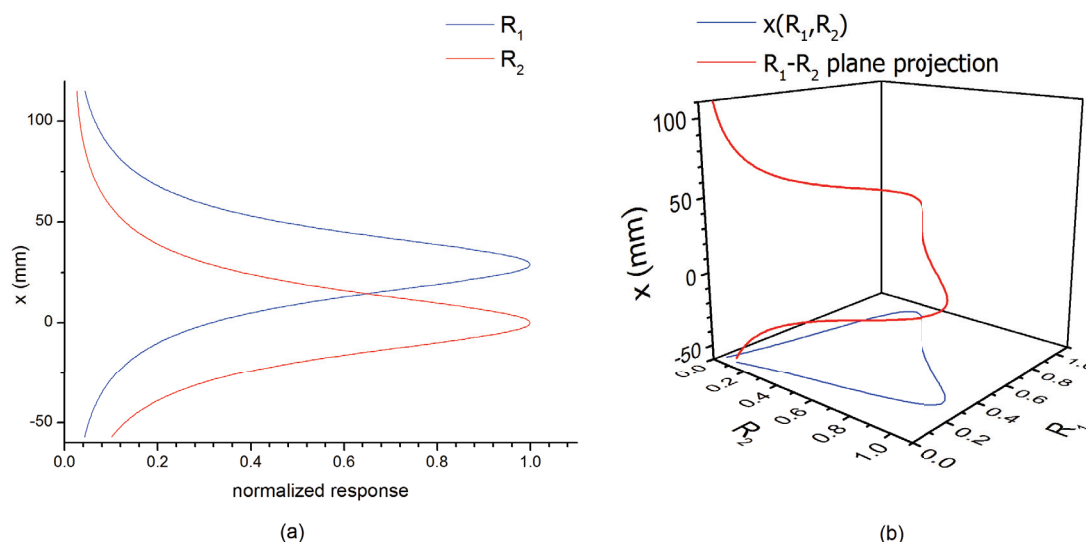 R1
R2
x (mm)
100
50
0
-50
0.0 0.2 0.4 0.6 0.8 1.0
normalized response
(a)
x(R1,R2)
R1-R2 plane projection
x (mm)
100
50
0
-50
0.0
0.2
0.4
0.6
0.8
1.0
R2
0.0
0.2
0.4
0.6
0.8
1.0
R1
(b)